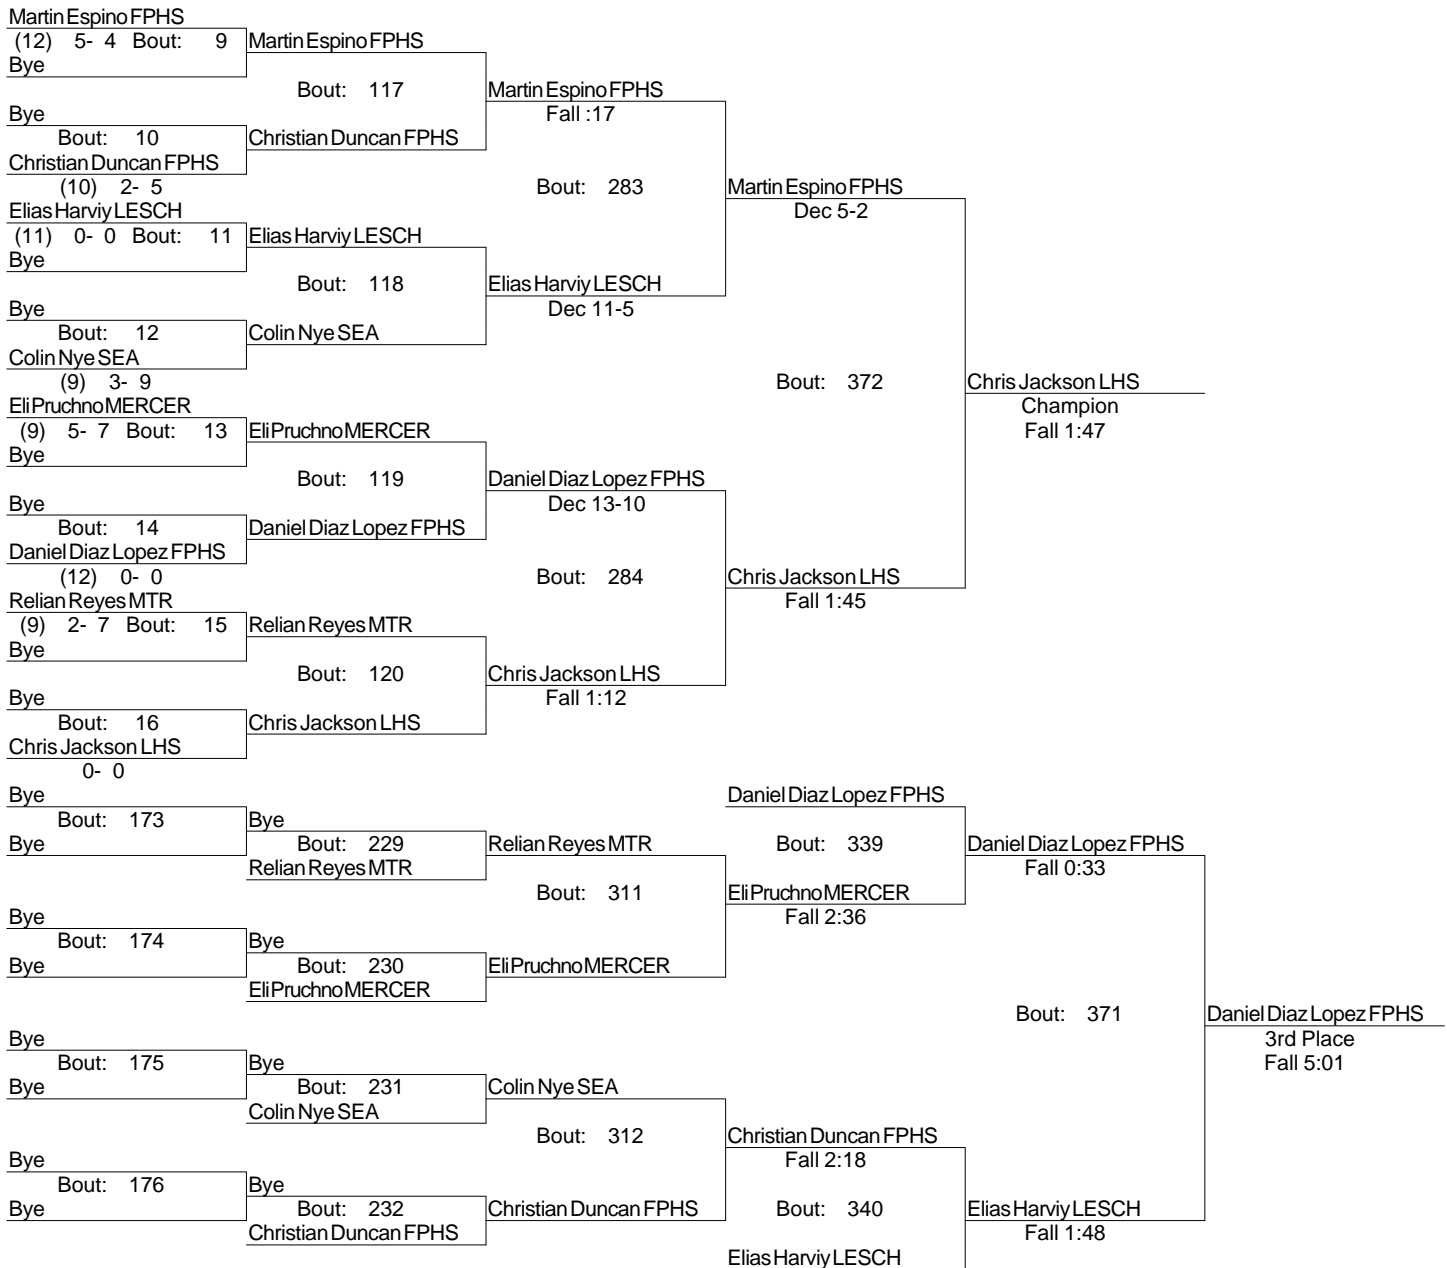 Martin Espino FPHS
(12) 5- 4 Bout: 9 Martin Espino FPHS
Bye
Bout: 117 Martin Espino FPHS
Bye Fall :17
Bout: 10 Christian Duncan FPHS
Christian Duncan FPHS
(10) 2- 5 Bout: 283 Martin Espino FPHS
Elias Harviy LESCH Dec 5-2
(11) 0- 0 Bout: 11 Elias Harviy LESCH
Bye
Bout: 118 Elias Harviy LESCH
Bye Dec 11-5
Bout: 12 Colin Nye SEA
Colin Nye SEA
(9) 3- 9 Bout: 372 Chris Jackson LHS
Eli Pruchno MERCER Champion
(9) 5- 7 Bout: 13 Eli Pruchno MERCER Fall 1:47
Bye
Bout: 119 Daniel Diaz Lopez FPHS
Bye Dec 13-10
Bout: 14 Daniel Diaz Lopez FPHS
Daniel Diaz Lopez FPHS
(12) 0- 0 Bout: 284 Chris Jackson LHS
Relian Reyes MTR Fall 1:45
(9) 2- 7 Bout: 15 Relian Reyes MTR
Bye
Bout: 120 Chris Jackson LHS
Bye Fall 1:12
Bout: 16 Chris Jackson LHS
Chris Jackson LHS
0- 0
Bye Daniel Diaz Lopez FPHS
Bout: 173 Bye
Bye Bout: 229 Relian Reyes MTR Bout: 339 Daniel Diaz Lopez FPHS
Relian Reyes MTR Fall 0:33
Bout: 311 Eli Pruchno MERCER
Bye Fall 2:36
Bout: 174 Bye
Bye Bout: 230 Eli Pruchno MERCER
Eli Pruchno MERCER
Bout: 371 Daniel Diaz Lopez FPHS
Bye 3rd Place
Bout: 175 Bye Fall 5:01
Bye Bout: 231 Colin Nye SEA
Colin Nye SEA
Bout: 312 Christian Duncan FPHS
Bye Fall 2:18
Bout: 176 Bye
Bye Bout: 232 Christian Duncan FPHS Bout: 340 Elias Harviy LESCH
Christian Duncan FPHS Fall 1:48
Elias Harviy LESCH